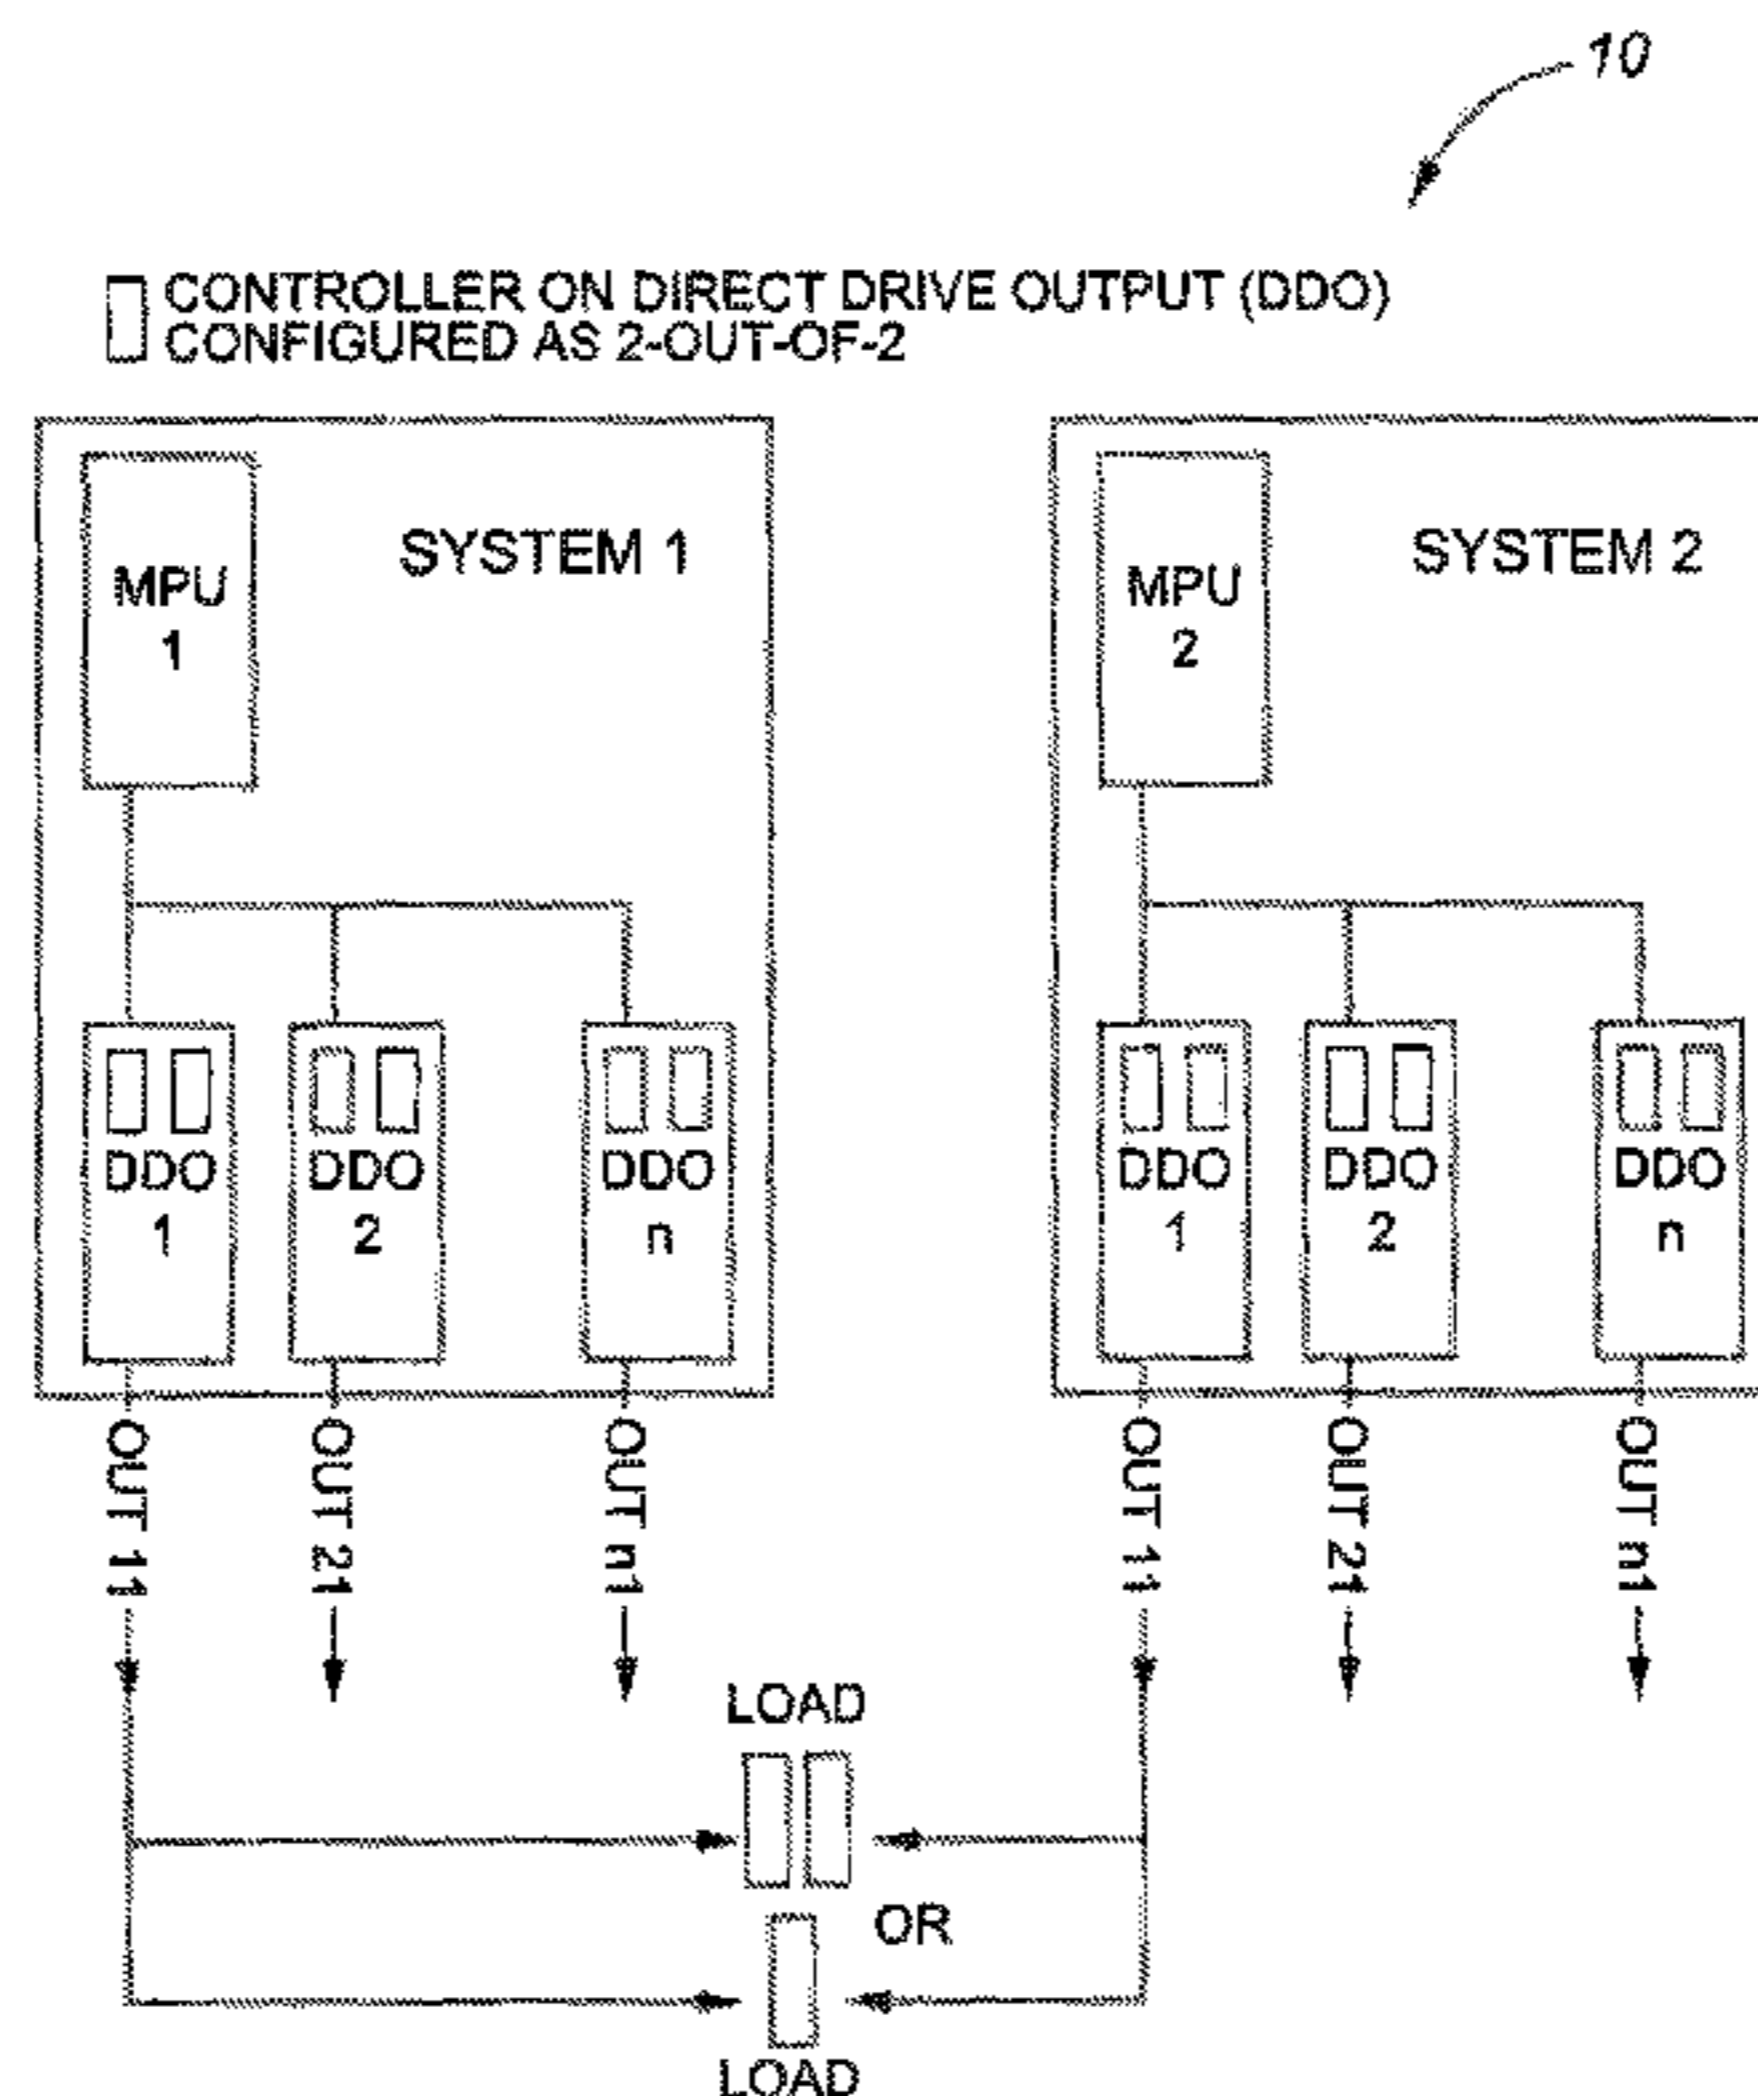 10
CONTROLLER ON DIRECT DRIVE OUTPUT (DDO)
CONFIGURED AS 2-OUT-OF-2
SYSTEM 1
MPU
1
DDO
1
DDO
2
DDO
n
OUT 11
OUT 21
OUT n1
SYSTEM 2
MPU
2
DDO
1
DDO
2
DDO
n
OUT 11
OUT 21
OUT n1
LOAD
OR
LOAD